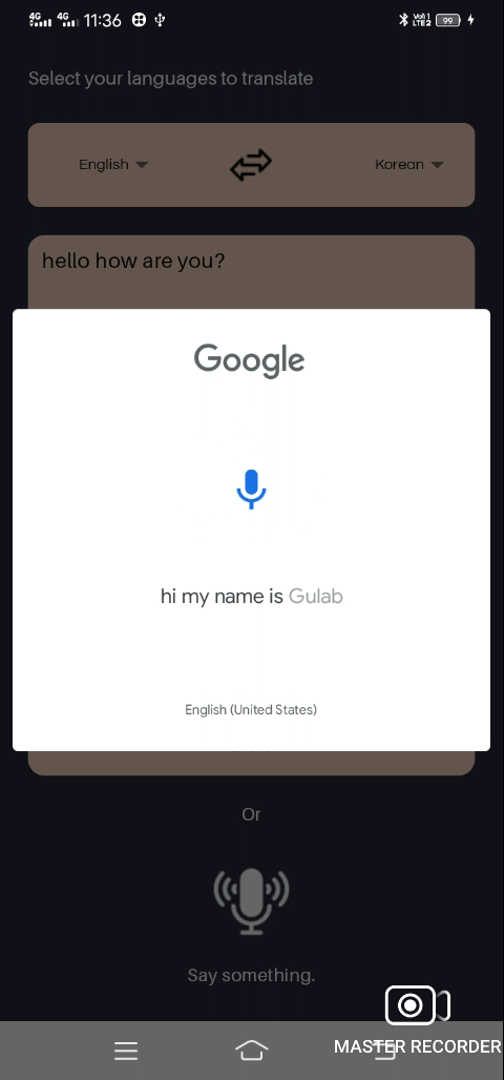 4G 4G 11:36 99
Select your languages to translate
English Korean
hello how are you?
Google
hi my name is Gulab
English (United States)
Or
Say something.
MASTER RECORDER